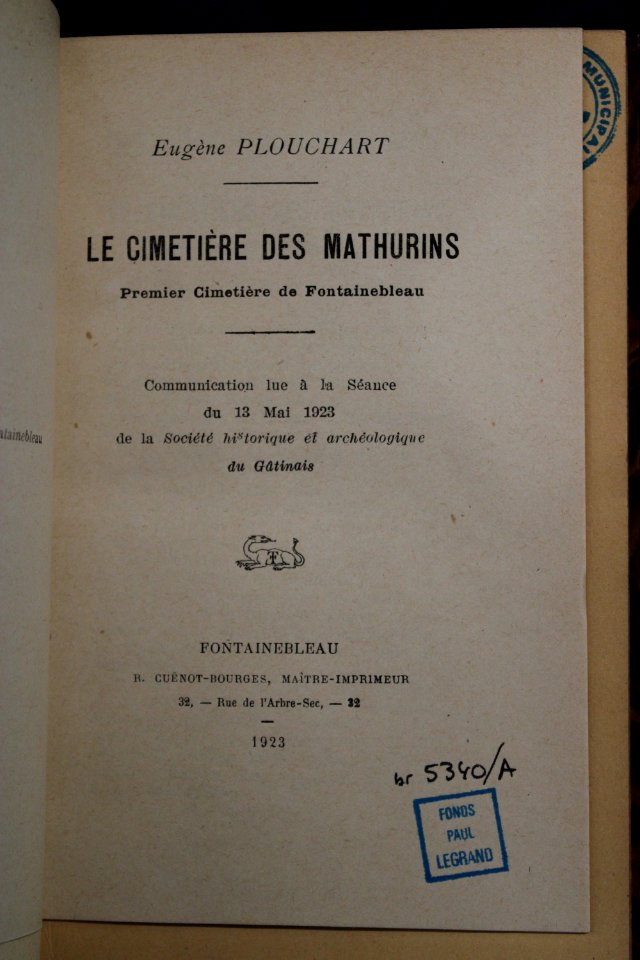 Eugène PLOUCHART
LE CIMETIÈRE DES MATHURINS
Premier Cimetière de Fontainebleau
Communication lue à la Séance
du 13 Mai 1923
de la Société historique et archéologique
du Gâtinais
FONTAINEBLEAU
R. CUÉNOT-BOURGES, MAÎTRE-IMPRIMEUR
32, — Rue de l'Arbre-Sec, — 32
1923
br 5340/A
FONDS
PAUL
LEGRAND
MUNICIPAL